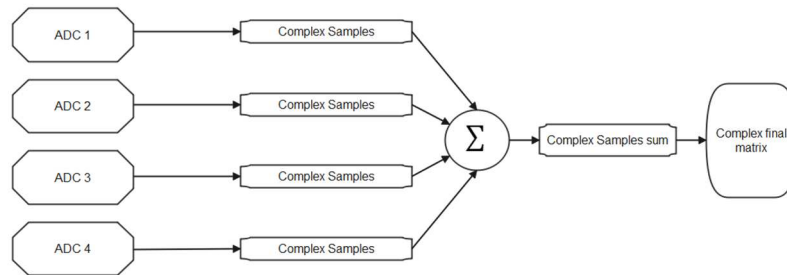 ADC 1
Complex Samples
ADC 2
Complex Samples
ADC 3
Complex Samples
ADC 4
Complex Samples
Σ
Complex Samples sum
Complex final
matrix